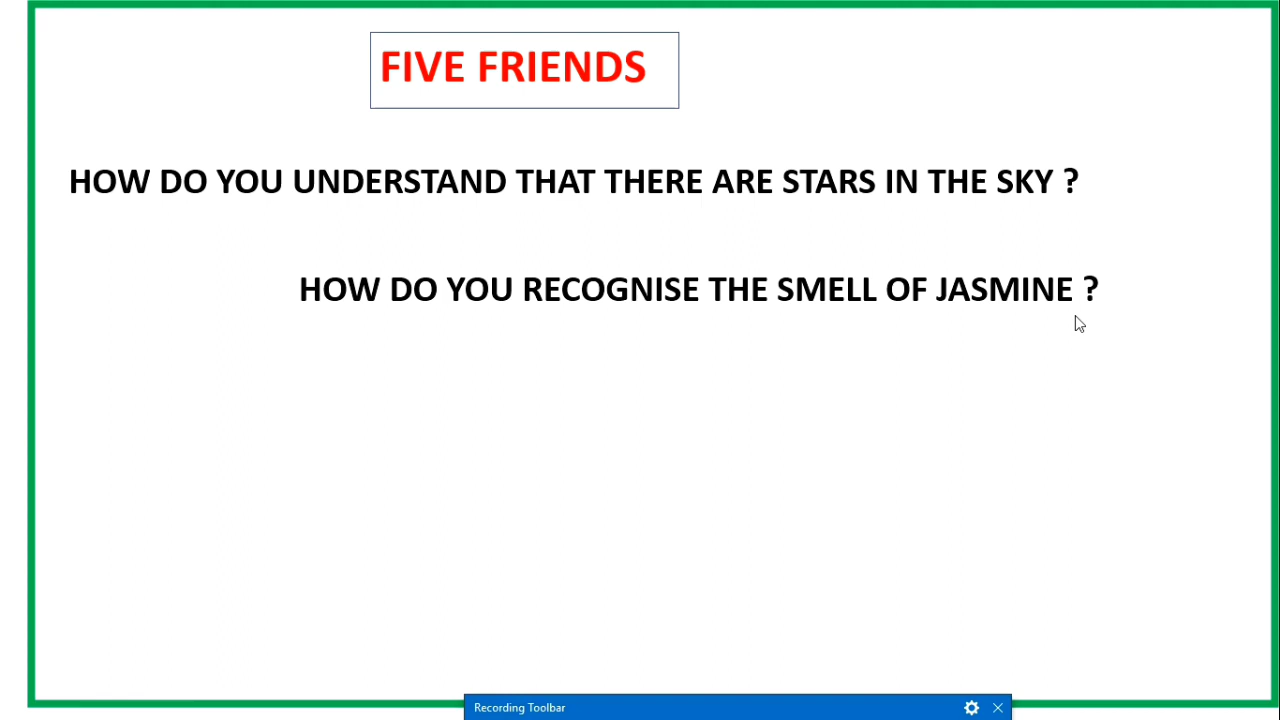 FIVE FRIENDS
HOW DO YOU UNDERSTAND THAT THERE ARE STARS IN THE SKY ?
HOW DO YOU RECOGNISE THE SMELL OF JASMINE ?
Recording Toolbar